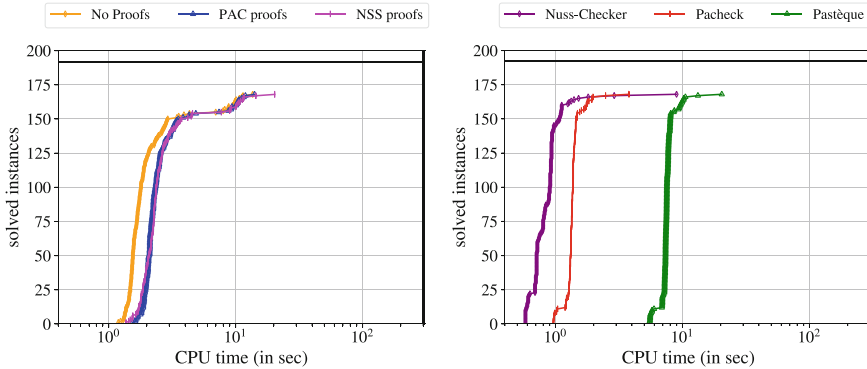 No Proofs
PAC proofs
NSS proofs
200
175
150
125
100
75
50
25
0
solved instances
10^0
10^1
10^2
CPU time (in sec)
Nuss-Checker
Pacheck
Pastèque
200
175
150
125
100
75
50
25
0
solved instances
10^0
10^1
10^2
CPU time (in sec)